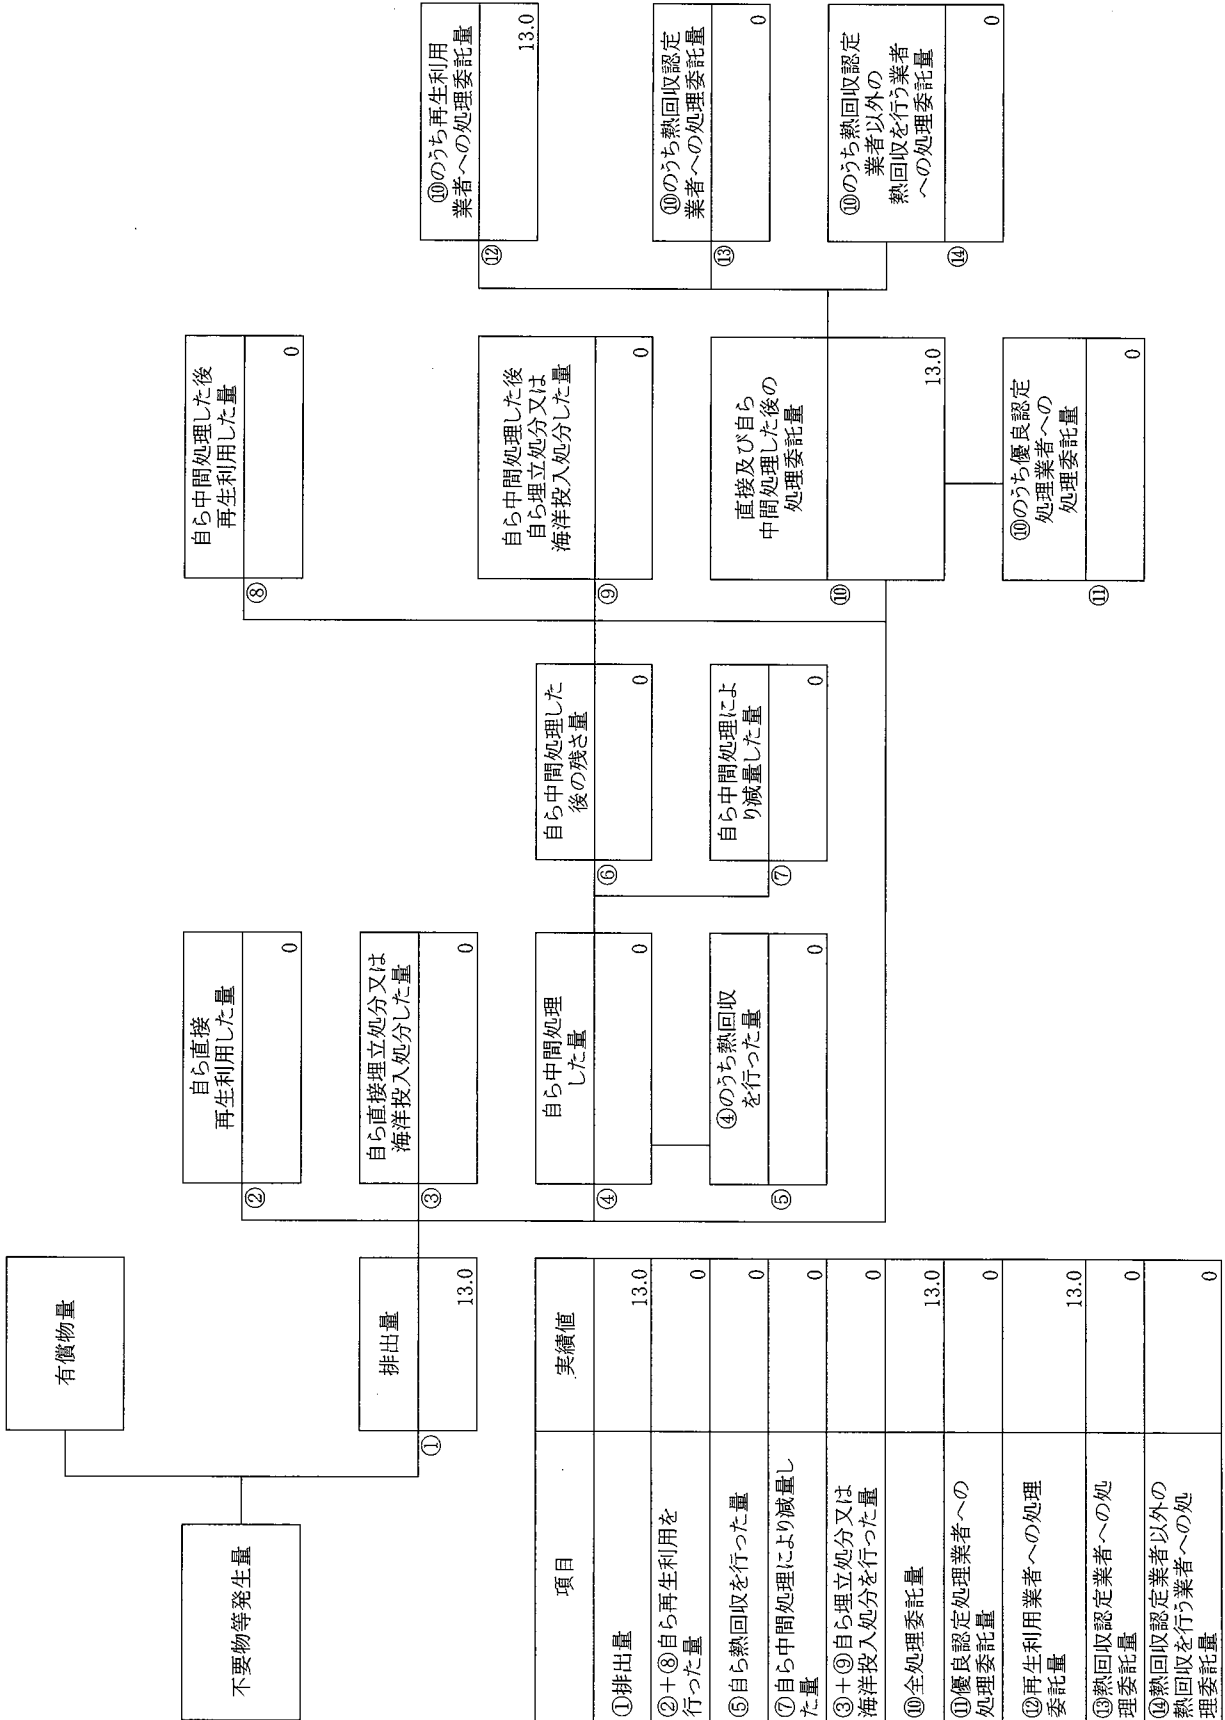 有償物量
不要物等発生量
排出量
①
13.0
自ら直接
再生利用した量
②
0
自ら直接埋立処分又は
海洋投入処分した量
③
0
自ら中間処理
した量
④
0
④のうち熱回収
を行った量
⑤
0
自ら中間処理した
後の残さ量
⑥
0
自ら中間処理によ
り減量した量
⑦
0
自ら中間処理した後
再生利用した量
⑧
0
自ら中間処理した後
自ら埋立処分又は
海洋投入処分した量
⑨
0
直接及び自ら
中間処理した後の
処理委託量
⑩
13.0
⑩のうち優良認定
処理業者への
処理委託量
⑪
0
⑩のうち再生利用
業者への処理委託量
⑫
13.0
⑩のうち熱回収認定
業者への処理委託量
⑬
0
⑩のうち熱回収認定
業者以外の
熱回収を行う業者
への処理委託量
⑭
0
項目 実績値
①排出量 13.0
②+⑧自ら再生利用を
行った量 0
⑤自ら熱回収を行った量 0
⑦自ら中間処理により減量し
た量 0
③+⑨自ら埋立処分又は
海洋投入処分を行った量 0
⑩全処理委託量 13.0
⑪優良認定処理業者への
処理委託量 0
⑫再生利用業者への処理
委託量 13.0
⑬熱回収認定業者への処
理委託量 0
⑭熱回収認定業者以外の
熱回収を行う業者への処
理委託量 0